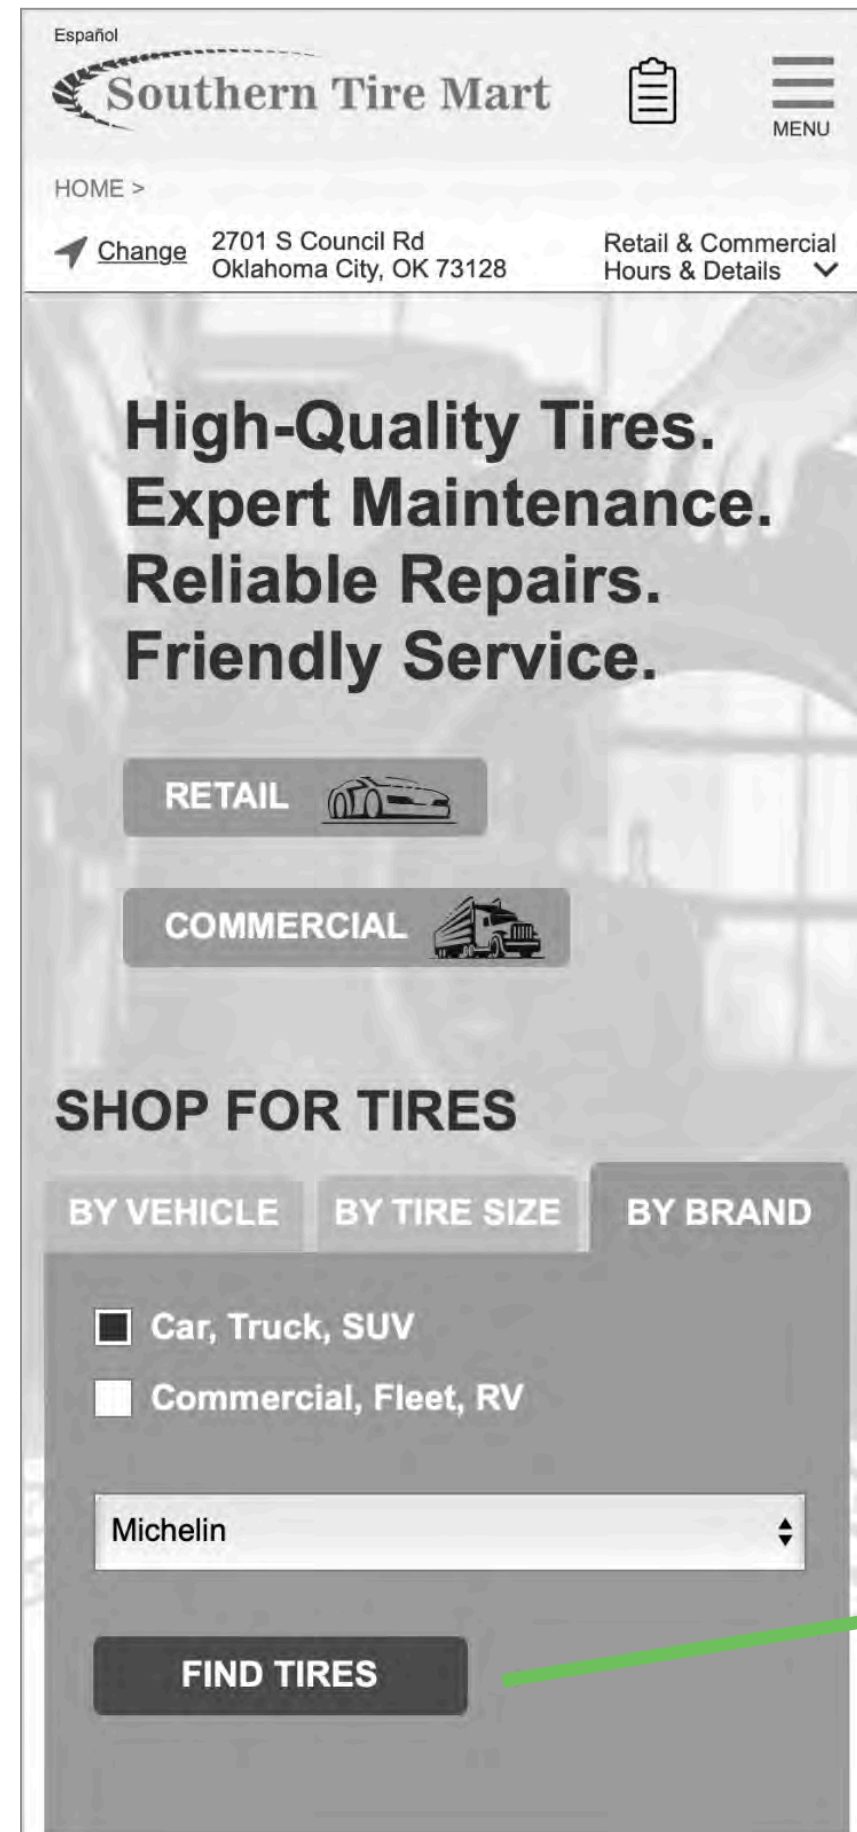 Español
Southern Tire Mart
MENU
HOME >
Change
2701 S Council Rd
Oklahoma City, OK 73128
Retail & Commercial
Hours & Details
High-Quality Tires.
Expert Maintenance.
Reliable Repairs.
Friendly Service.
RETAIL
COMMERCIAL
SHOP FOR TIRES
BY VEHICLE
BY TIRE SIZE
BY BRAND
Car, Truck, SUV
Commercial, Fleet, RV
Michelin
FIND TIRES